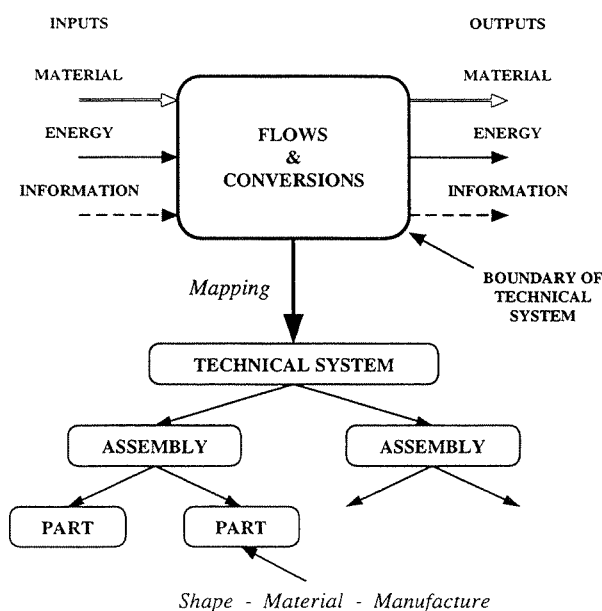 INPUTS
OUTPUTS
MATERIAL
MATERIAL
ENERGY
ENERGY
INFORMATION
INFORMATION
FLOWS
&
CONVERSIONS
BOUNDARY OF
TECHNICAL
SYSTEM
Mapping
TECHNICAL SYSTEM
ASSEMBLY
ASSEMBLY
PART
PART
Shape - Material - Manufacture